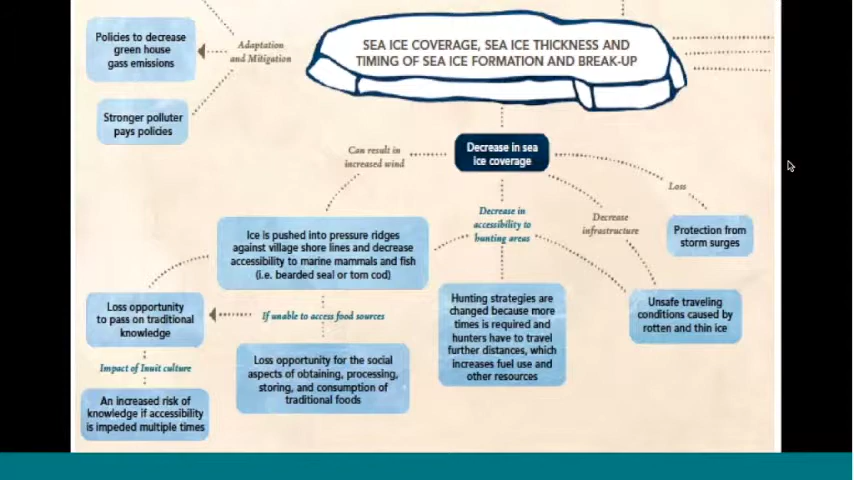 Policies to decrease
green house
gass emissions
Adaptation
and Mitigation
SEA ICE COVERAGE, SEA ICE THICKNESS AND
TIMING OF SEA ICE FORMATION AND BREAK-UP
Stronger polluter
pays policies
Can result in
increased wind
Decrease in sea
ice coverage
Loss
Decrease in
accessibility to
hunting areas
Decrease
infrastructure
Protection from
storm surges
Ice is pushed into pressure ridges
against village shore lines and decrease
accessibility to marine mammals and fish
(i.e. bearded seal or tom cod)
Loss opportunity
to pass on traditional
knowledge
If unable to access food sources
Hunting strategies are
changed because more
times is required and
hunters have to travel
further distances, which
increases fuel use and
other resources
Unsafe traveling
conditions caused by
rotten and thin ice
Impact of Inuit culture
Loss opportunity for the social
aspects of obtaining, processing,
storing, and consumption of
traditional foods
An increased risk of
knowledge if accessibility
is impeded multiple times